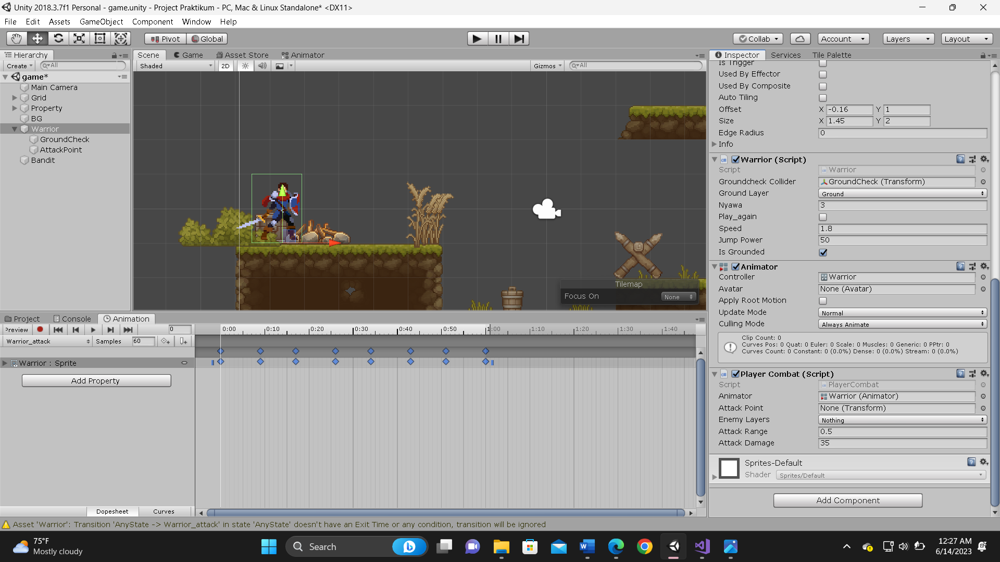 Unity 2018.3.7f1 Personal - game.unity - Project Praktikum - PC, Mac & Linux Standalone* <DX11>
File Edit Assets GameObject Component Window Help
Pivot Global Collab Account Layers Layout
Hierarchy
Create All
game*
Main Camera
Grid
Property
BG
Warrior
GroundCheck
AttackPoint
Bandit
Scene Game Asset Store Animator
Shaded 2D Gizmos All
Tilemap
Focus On None
Inspector Services Tile Palette
Is Trigger
Used By Effector
Used By Composite
Auto Tiling
Offset X -0.16 Y 1
Size X 1.45 Y 2
Edge Radius 0
Info
Warrior (Script)
Script Warrior
Groundcheck Collider GroundCheck (Transform)
Ground Layer Ground
Nyawa 3
Play_again
Speed 1.8
Jump Power 50
Is Grounded
Animator
Controller Warrior
Avatar None (Avatar)
Apply Root Motion
Update Mode Normal
Culling Mode Always Animate
Clip Count: 0
Curves Pos: 0 Quat: 0 Euler: 0 Scale: 0 Muscles: 0 Generic: 0 PPtr: 0
Curves Count: 0 Constant: 0 (0.0%) Dense: 0 (0.0%) Stream: 0 (0.0%)
Player Combat (Script)
Script PlayerCombat
Animator Warrior (Animator)
Attack Point None (Transform)
Enemy Layers Nothing
Attack Range 0.5
Attack Damage 35
Sprites-Default
Shader Sprites/Default
Add Component
Project Console Animation
Preview 0 0:00 0:10 0:20 0:30 0:40 0:50 1:00 1:10 1:20 1:30 1:40
Warrior_attack Samples 60
Warrior : Sprite
Add Property
Dopesheet Curves
Asset 'Warrior': Transition 'AnyState -> Warrior_attack' in state 'AnyState' doesn't have an Exit Time or any condition, transition will be ignored
75°F
Mostly cloudy
Search
12:27 AM
6/14/2023